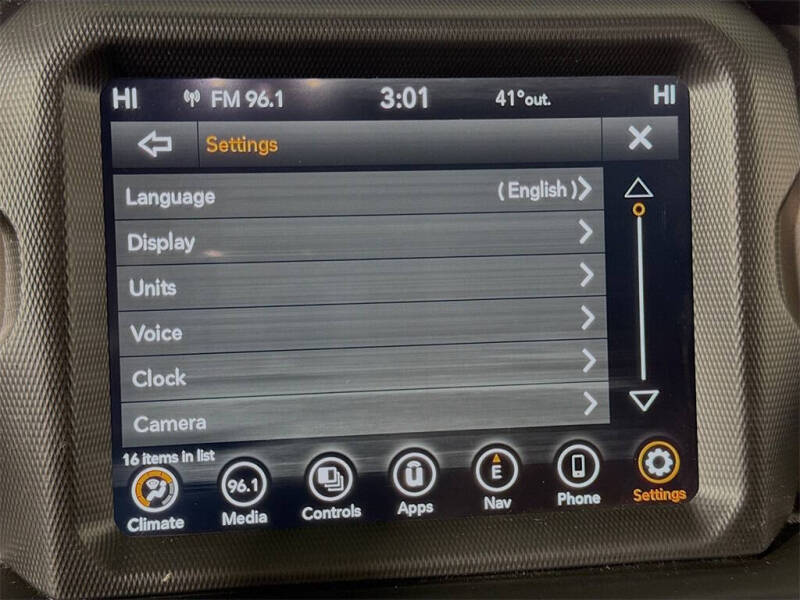 HI FM 96.1 3:01 41°out. HI
Settings
Language (English)
Display
Units
Voice
Clock
Camera
16 items in list
96.1 E
Climate Media Controls Apps Nav Phone Settings